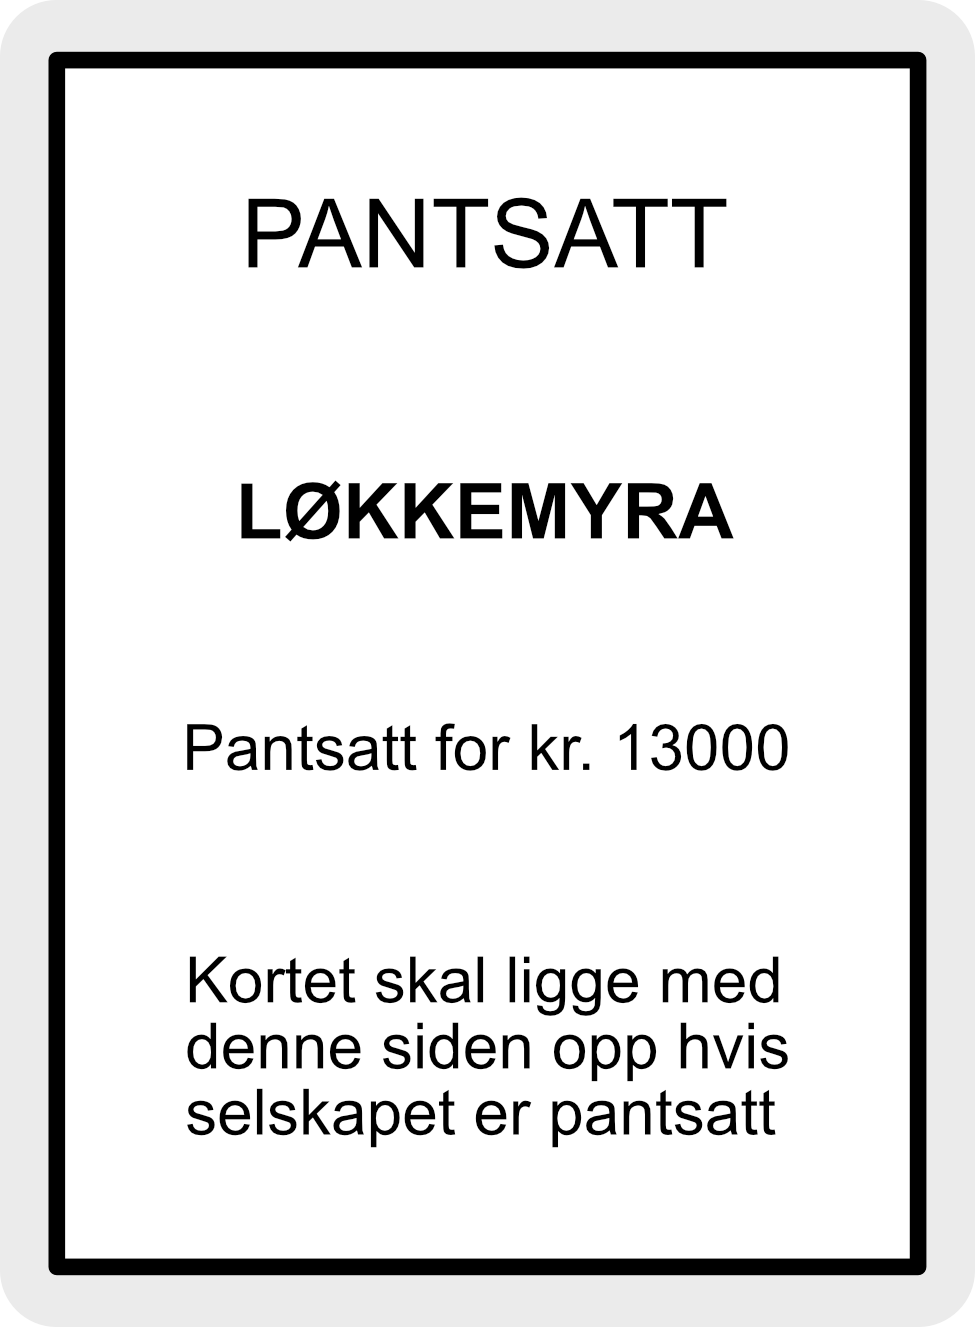 PANTSATT
LØKKEMYRA
Pantsatt for kr. 13000
Kortet skal ligge med
denne siden opp hvis
selskapet er pantsatt